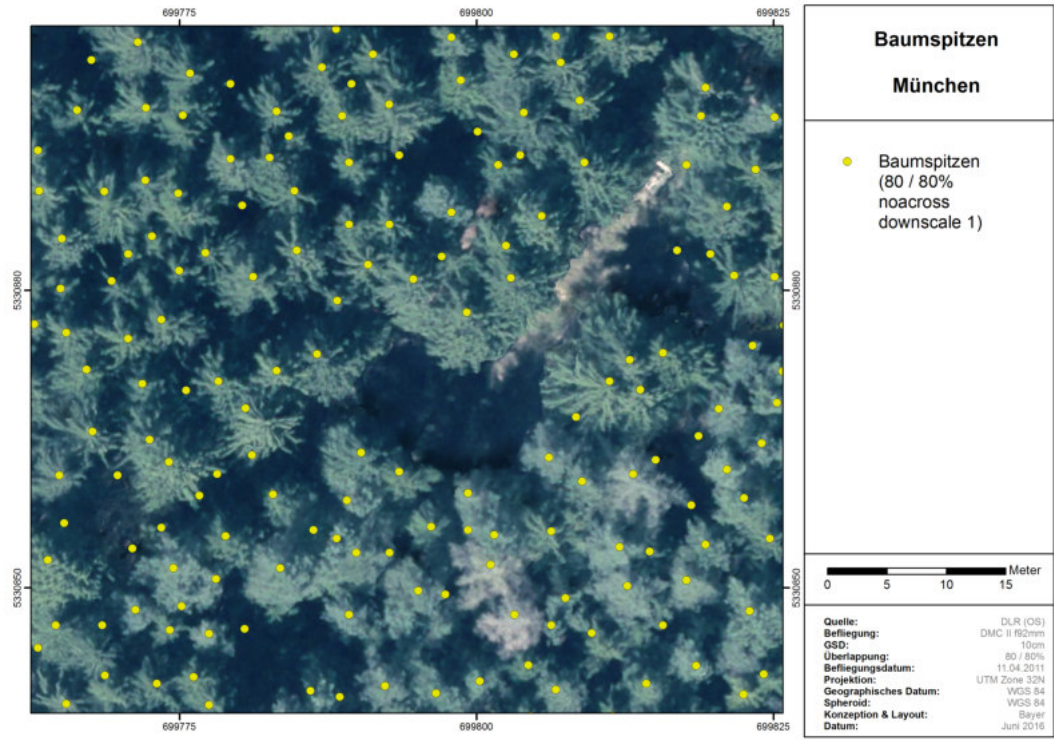 699775 699800 699825
Baumspitzen
München
Baumspitzen
(80 / 80%
noacross
downscale 1)
5330880 5330880
5330850 5330850
Meter
0 5 10 15
Quelle: DLR (OS)
Befliegung: DMC II f92mm
GSD: 10cm
Überlappung: 80 / 80%
Befliegungsdatum: 11.04.2011
Projektion: UTM Zone 32N
Geographisches Datum: WGS 84
Spheroid: WGS 84
Konzeption & Layout: Bayer
Datum: Juni 2016
699775 699800 699825